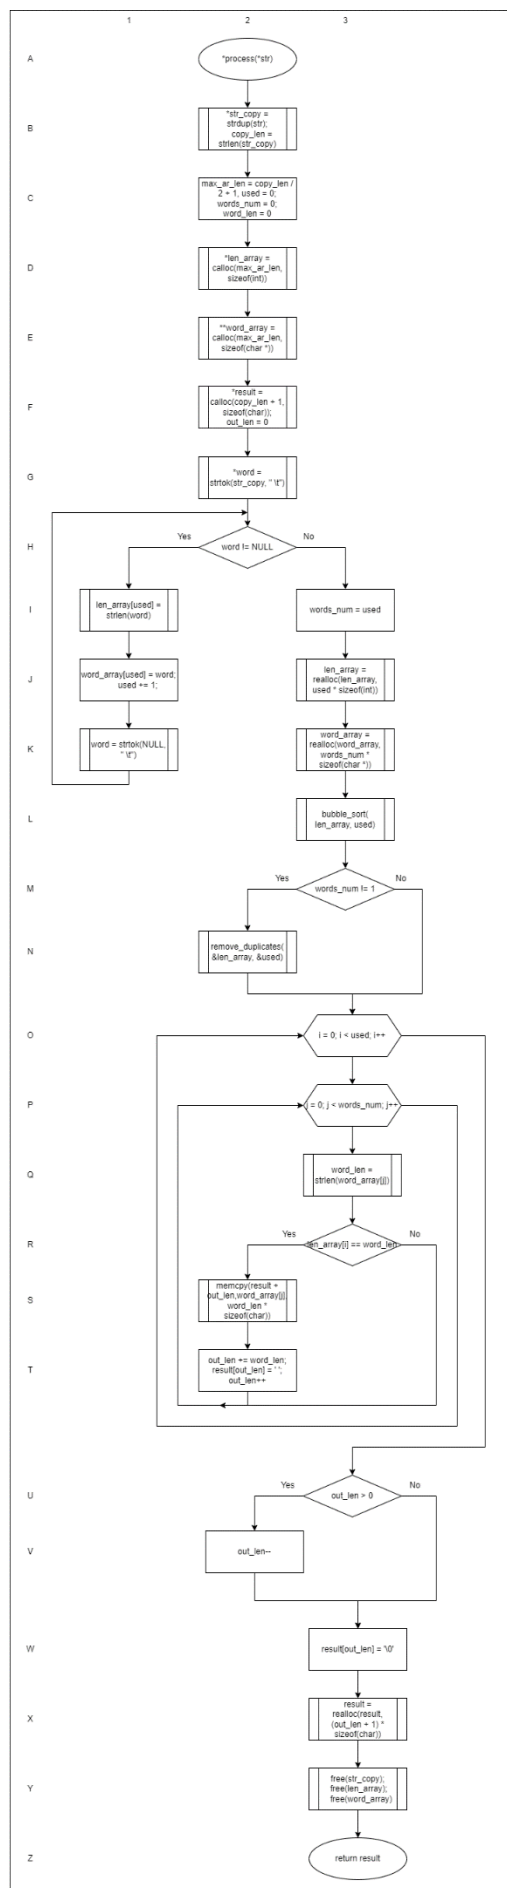 1 2 3
A
*process(*str)
B
*str_copy =
strdup(str);
copy_len =
strlen(str_copy)
C
max_ar_len = copy_len /
2 + 1, used = 0;
words_num = 0;
word_len = 0
D
*len_array =
calloc(max_ar_len,
sizeof(int))
E
**word_array =
calloc(max_ar_len,
sizeof(char *))
F
*result =
calloc(copy_len + 1,
sizeof(char));
out_len = 0
G
*word =
strtok(str_copy, " \t")
H
Yes
word != NULL
No
I
len_array[used] =
strlen(word)
words_num = used
J
word_array[used] = word;
used += 1;
len_array =
realloc(len_array,
used * sizeof(int))
K
word = strtok(NULL,
" \t")
word_array =
realloc(word_array,
words_num *
sizeof(char *))
L
bubble_sort(
len_array, used)
M
Yes
words_num != 1
No
N
remove_duplicates(
&len_array, &used)
O
i = 0; i < used; i++
P
j = 0; j < words_num; j++
Q
word_len =
strlen(word_array[j])
R
Yes
len_array[i] == word_len
No
S
memcpy(result +
out_len,word_array[j],
word_len *
sizeof(char))
T
out_len += word_len;
result[out_len] = ' ';
out_len++
U
Yes
out_len > 0
No
V
out_len--
W
result[out_len] = '\0'
X
result =
realloc(result,
(out_len + 1) *
sizeof(char))
Y
free(str_copy);
free(len_array);
free(word_array)
Z
return result